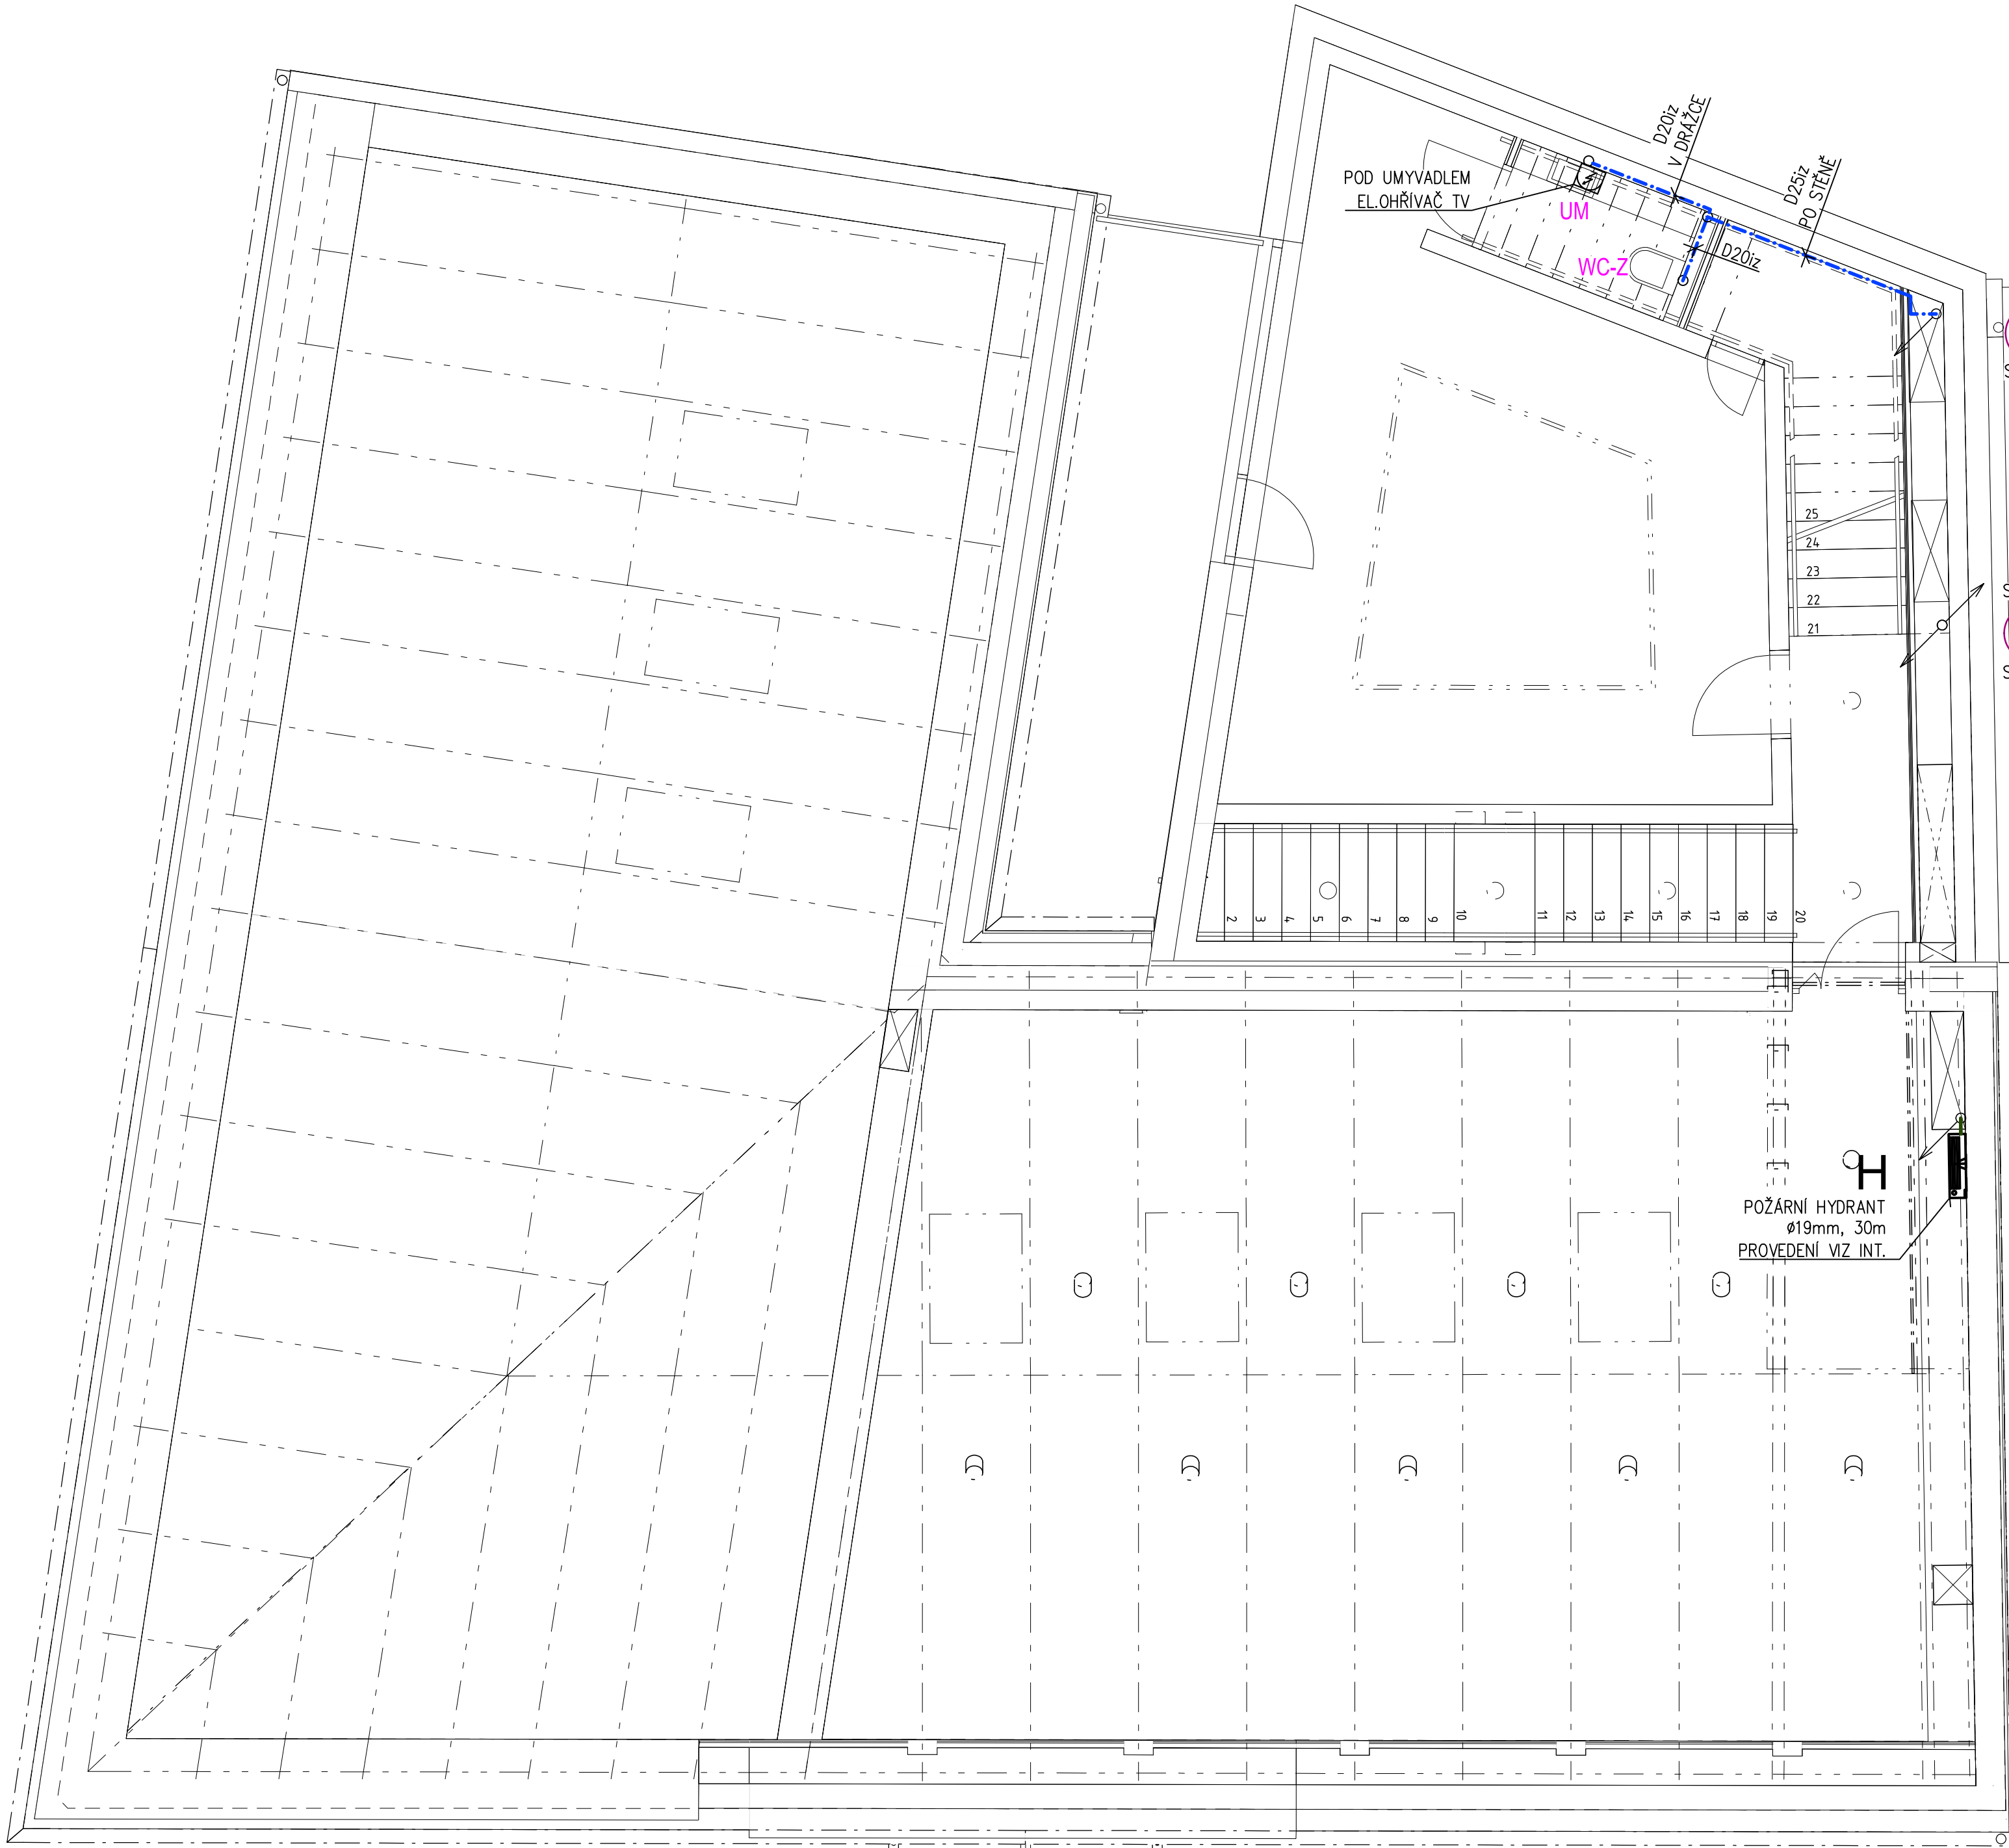 D20iz
V DRÁŽCE
D25iz
PO STĚNĚ
POD UMYVADLEM
EL.OHŘÍVAČ TV
UM
WC-Z
D20iz
S
25
24
23
22
21
S
S
2
3
4
5
6
7
8
9
10
11
12
13
14
15
16
17
18
19
20
H
POŽÁRNÍ HYDRANT
ø19mm, 30m
PROVEDENÍ VIZ INT.